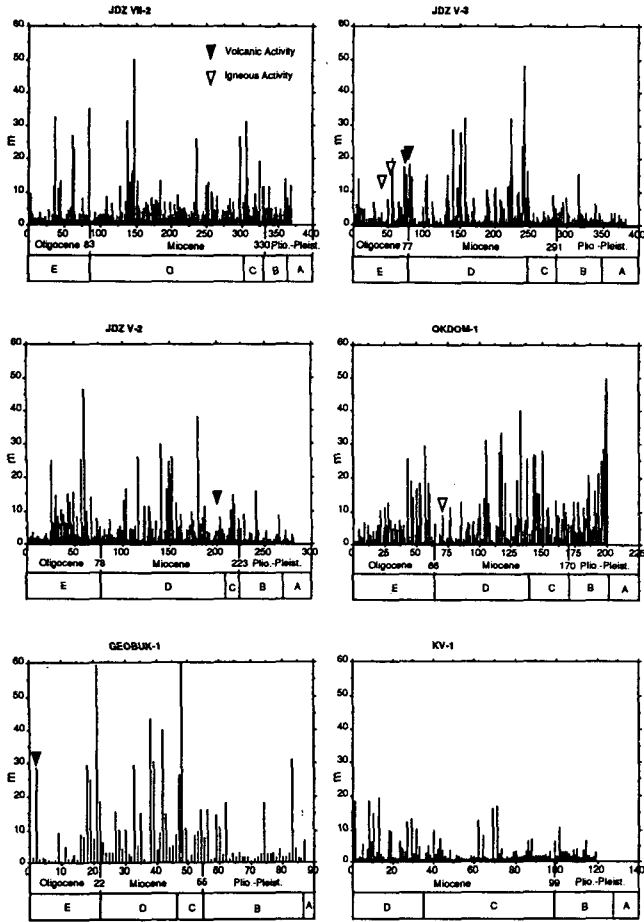 JDZ VII-2
m
60
50
40
30
20
10
0
Volcanic Activity
Igneous Activity
0 50 100 150 200 250 300 350 400 450
Oligocene 83 Miocene 330 Plio.-Pleist.
E D C B A
JDZ V-3
m
60
50
40
30
20
10
0
0 50 100 150 200 250 300 350 400
Oligocene 77 Miocene 291 Plio.-Pleist.
E D C B A
JDZ V-2
m
60
50
40
30
20
10
0
0 50 100 150 200 250 300
Oligocene 78 Miocene 223 Plio.-Pleist.
E D C B A
OKDOM-1
m
60
50
40
30
20
10
0
0 25 50 75 100 125 150 175 200 225
Oligocene 66 Miocene 170 Plio.-Pleist.
E D C B A
GEOBUK-1
m
60
50
40
30
20
10
0
0 10 20 30 40 50 60 70 80 90
Oligocene 22 Miocene 55 Plio.-Pleist.
E D C B A
KV-1
m
60
50
40
30
20
10
0
0 20 40 60 80 100 120 140
Miocene 99 Plio.-Pleist.
D C B A